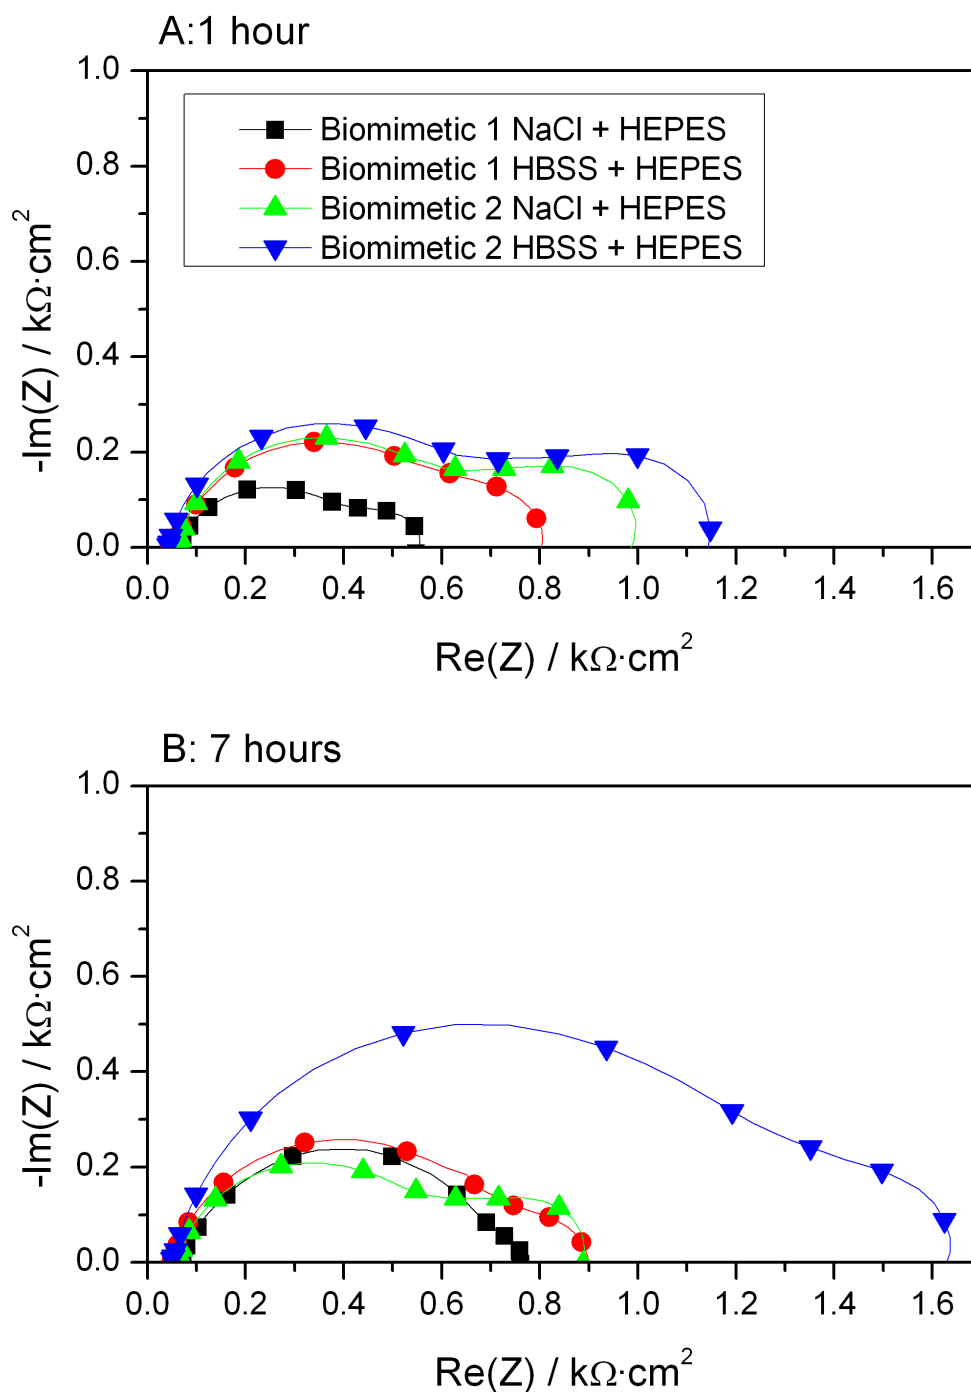 A:1 hour
1.0
Biomimetic 1 NaCl + HEPES
Biomimetic 1 HBSS + HEPES
0.8
Biomimetic 2 NaCl + HEPES
Biomimetic 2 HBSS + HEPES
0.6
-Im(Z) / kΩ·cm²
0.4
0.2
0.0
0.0 0.2 0.4 0.6 0.8 1.0 1.2 1.4 1.6
Re(Z) / kΩ·cm²
B: 7 hours
1.0
0.8
0.6
-Im(Z) / kΩ·cm²
0.4
0.2
0.0
0.0 0.2 0.4 0.6 0.8 1.0 1.2 1.4 1.6
Re(Z) / kΩ·cm²